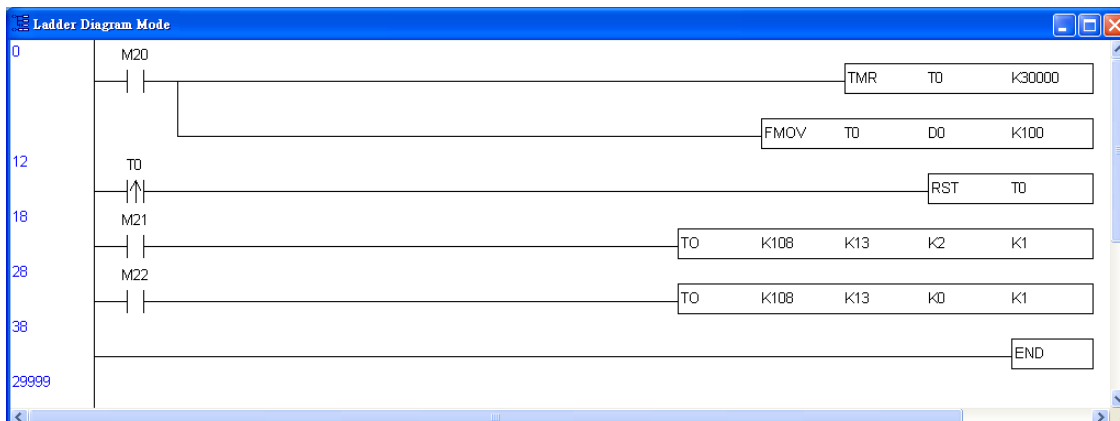 Ladder Diagram Mode
0
M20
TMR T0 K30000
FMOV T0 D0 K100
12
T0
RST T0
18
M21
TO K108 K13 K2 K1
28
M22
TO K108 K13 K0 K1
38
END
29999